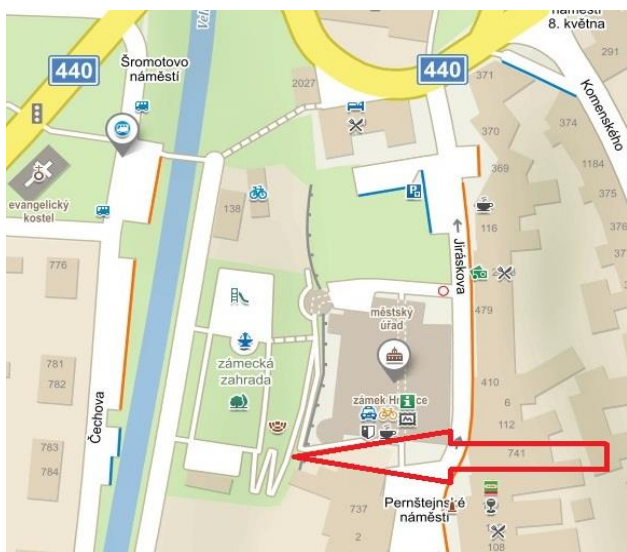 náměstí
8. května
440
Šromotovo
náměstí
2027
440
371
291
Komenského
370
374
369
1184
evangelický
kostel
138
375
116
376
377
Jiráskova
776
městský
úřad
479
zámecká
zahrada
781
782
zámek
410
6
112
Čechova
783
784
741
Pernštejnské
náměstí
737
2
108